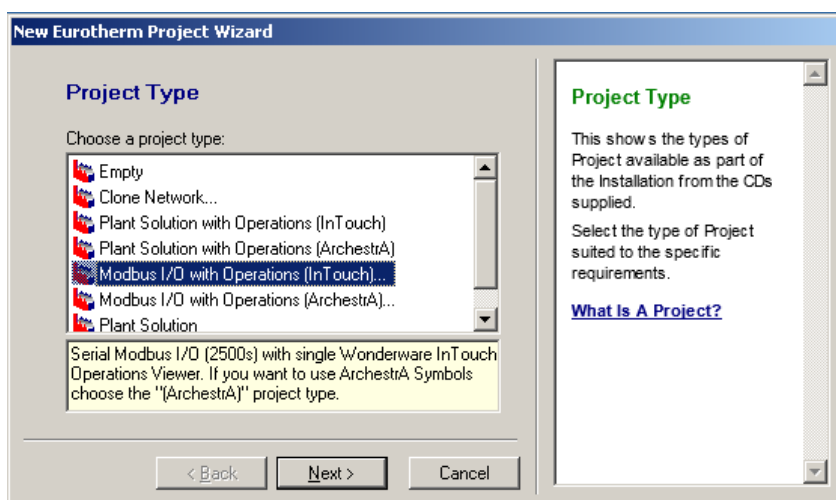 New Eurotherm Project Wizard
Project Type
Choose a project type:
Empty
Clone Network...
Plant Solution with Operations (InTouch)
Plant Solution with Operations (ArchestrA)
Modbus I/O with Operations (InTouch)...
Modbus I/O with Operations (ArchestrA)...
Plant Solution
Serial Modbus I/O (2500s) with single Wonderware InTouch
Operations Viewer. If you want to use ArchestrA Symbols
choose the "(ArchestrA)" project type.
< Back
Next >
Cancel
Project Type
This shows the types of
Project available as part of
the Installation from the CDs
supplied.
Select the type of Project
suited to the specific
requirements.
What Is A Project?